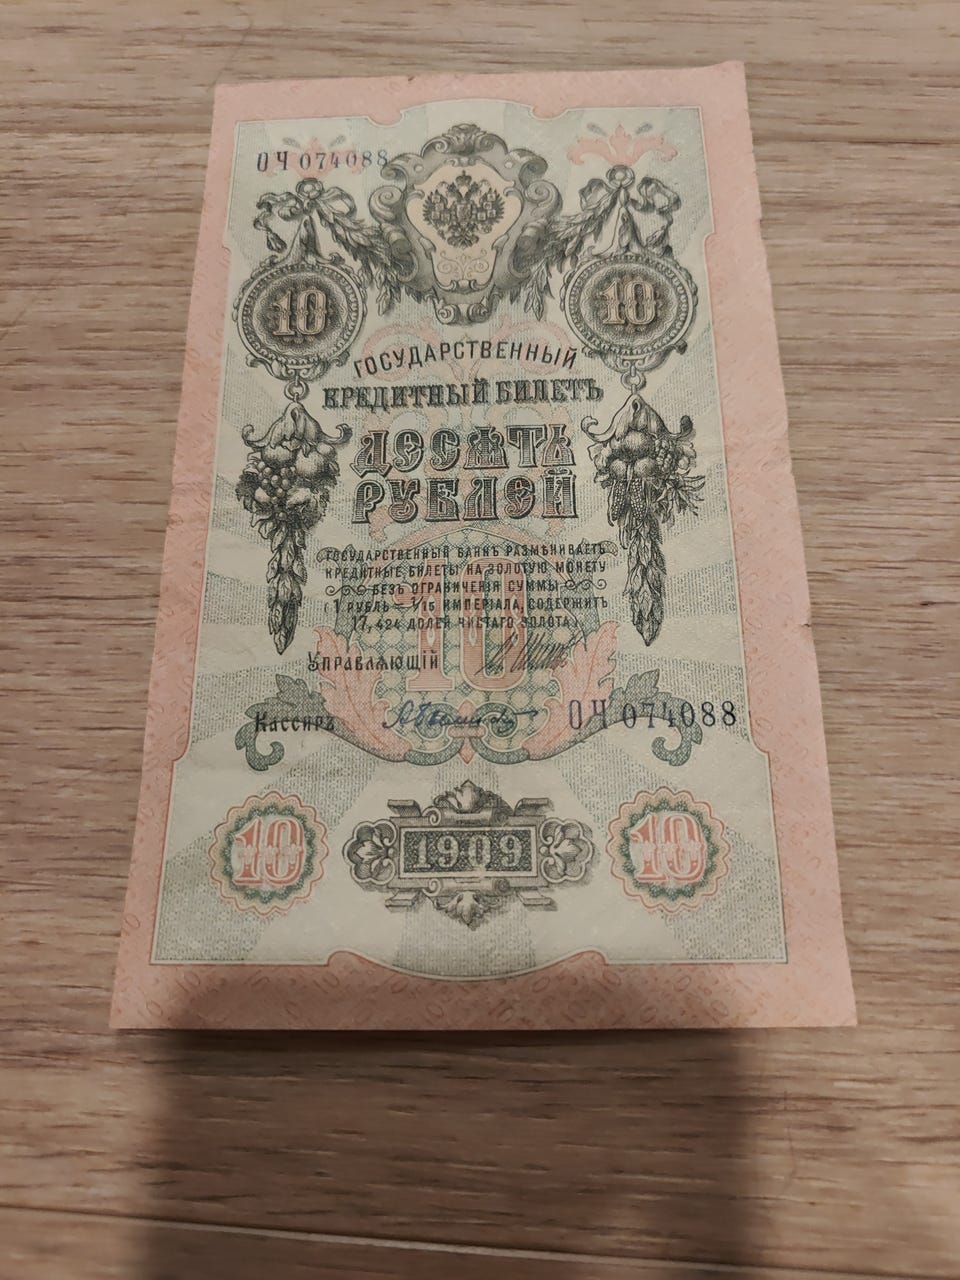 ОЧ 074088
10 10
ГОСУДАРСТВЕННЫЙ
КРЕДИТНЫЙ БИЛЕТЪ
ДЕСЯТЬ
РУБЛЕЙ
ГОСУДАРСТВЕННЫЙ БАНКЪ РАЗМѢНИВАЕТЪ
КРЕДИТНЫЕ БИЛЕТЫ НА ЗОЛОТУЮ МОНЕТУ
БЕЗЪ ОГРАНИЧЕНІЯ СУММЫ
(1 РУБЛЬ = 1/15 ИМПЕРІАЛА, СОДЕРЖИТЪ
17,424 ДОЛЕЙ ЧИСТАГО ЗОЛОТА)
10
УПРАВЛЯЮЩІЙ
Кассиръ
ОЧ 074088
10 1909 10